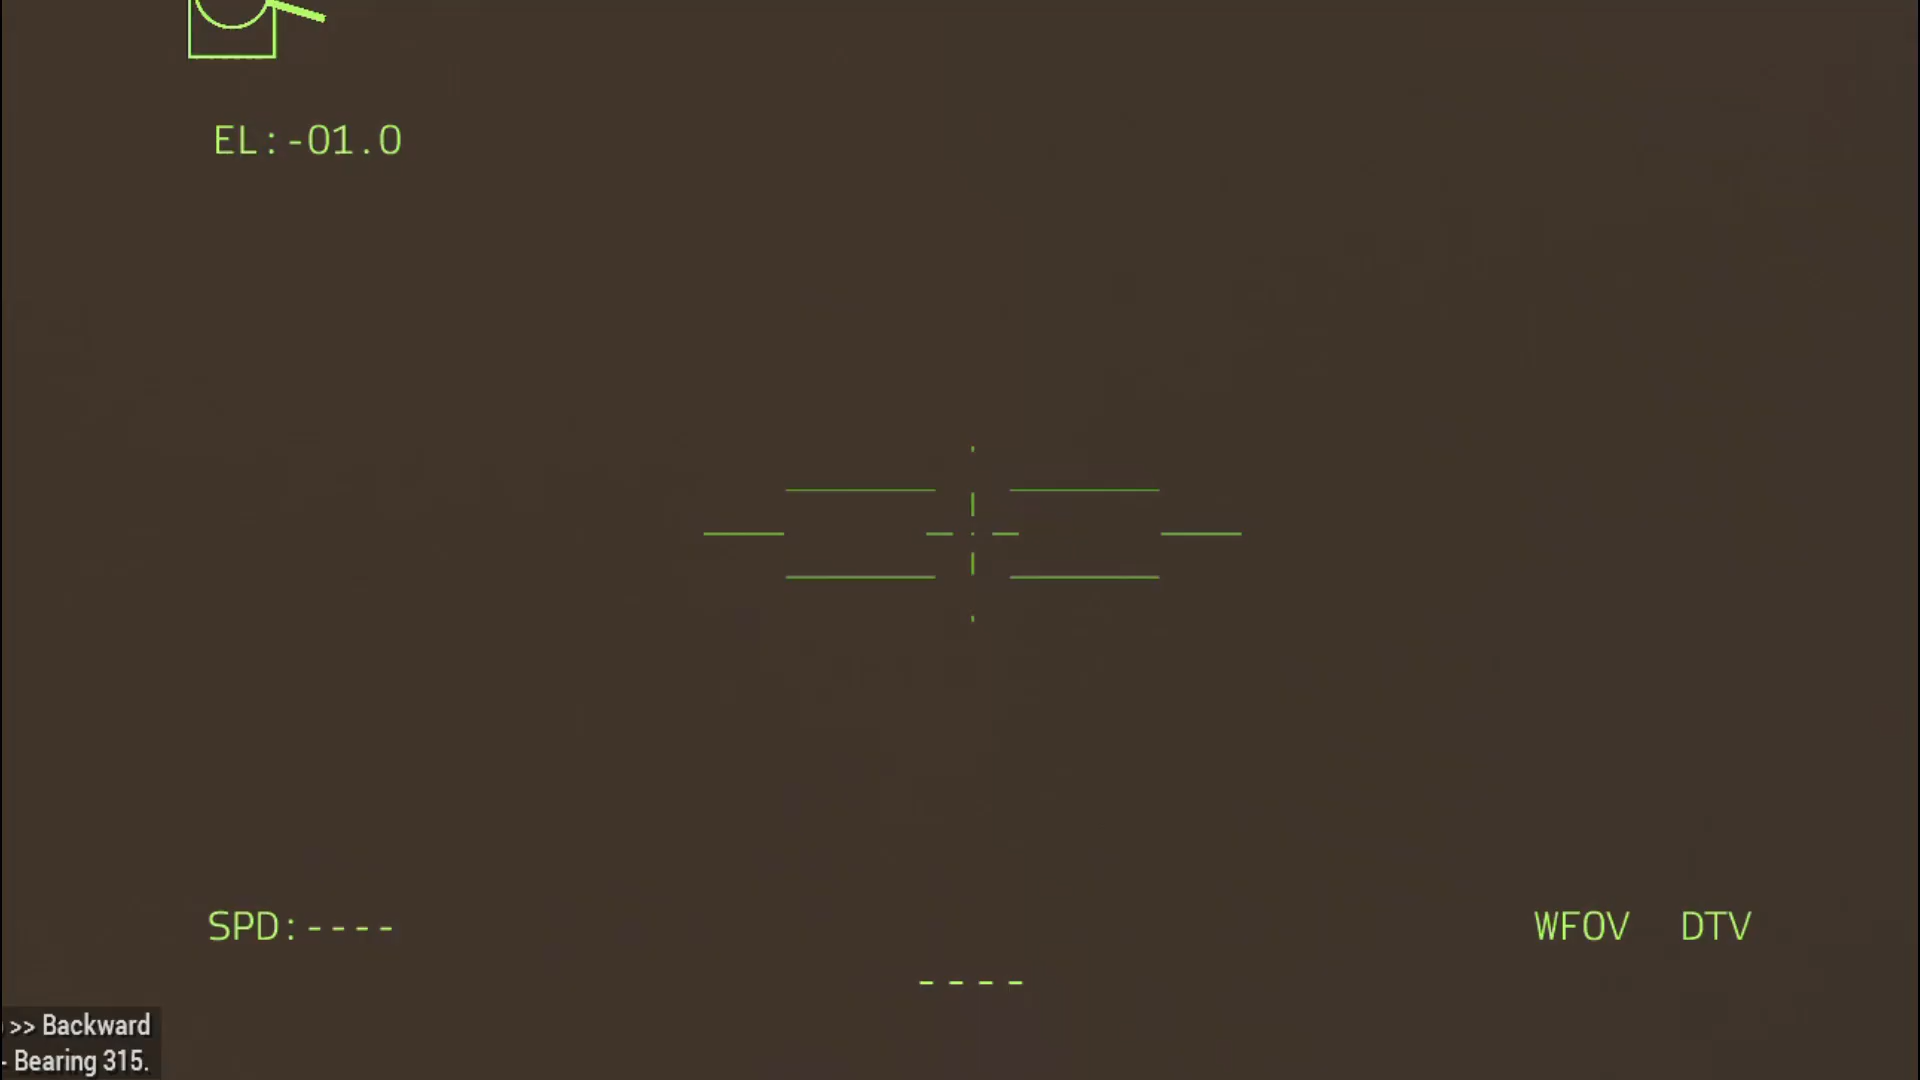 EL:-01.0
SPD:----
WFOV DTV
----
>> Backward
- Bearing 315.